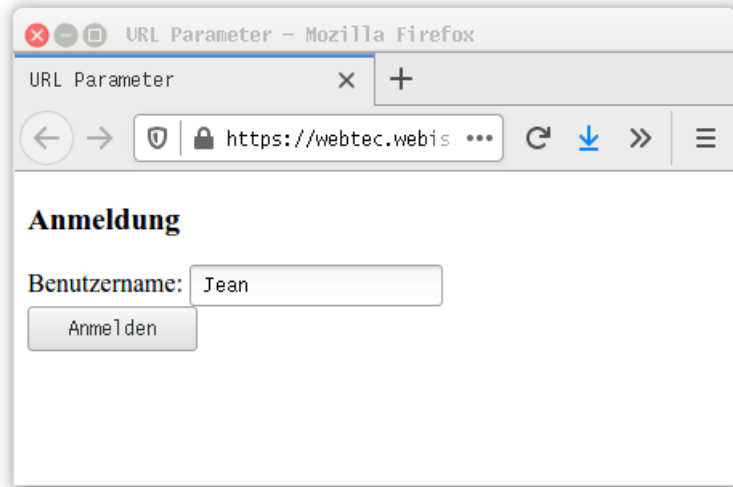 URL Parameter – Mozilla Firefox
URL Parameter
https://webtec.webis.
Anmeldung
Benutzername: Jean
Anmelden